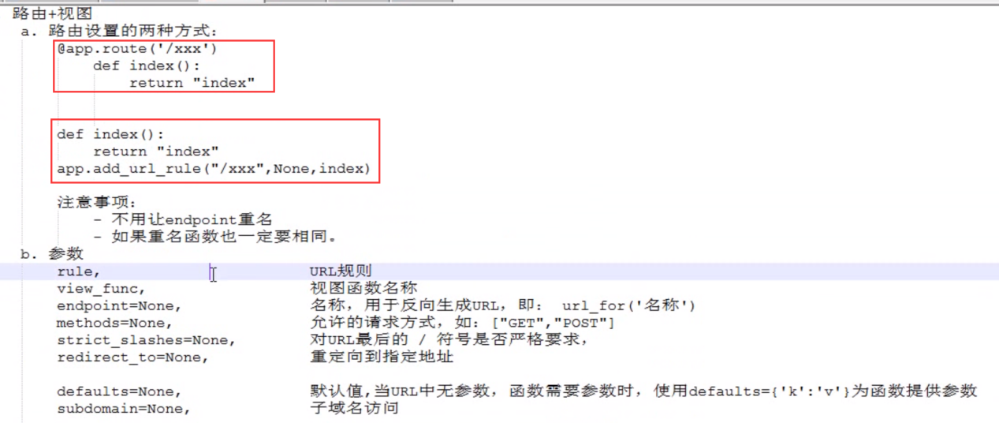 路由+视图
a. 路由设置的两种方式:
@app.route('/xxx')
def index():
return "index"
def index():
return "index"
app.add_url_rule("/xxx",None,index)
注意事项:
- 不用让endpoint重名
- 如果重名函数也一定要相同。
b. 参数
rule, URL规则
view_func, 视图函数名称
endpoint=None, 名称, 用于反向生成URL, 即: url_for('名称')
methods=None, 允许的请求方式, 如: ["GET","POST"]
strict_slashes=None, 对URL最后的 / 符号是否严格要求,
redirect_to=None, 重定向到指定地址
defaults=None, 默认值,当URL中无参数, 函数需要参数时, 使用defaults={'k':'v'}为函数提供参数
subdomain=None, 子域名访问